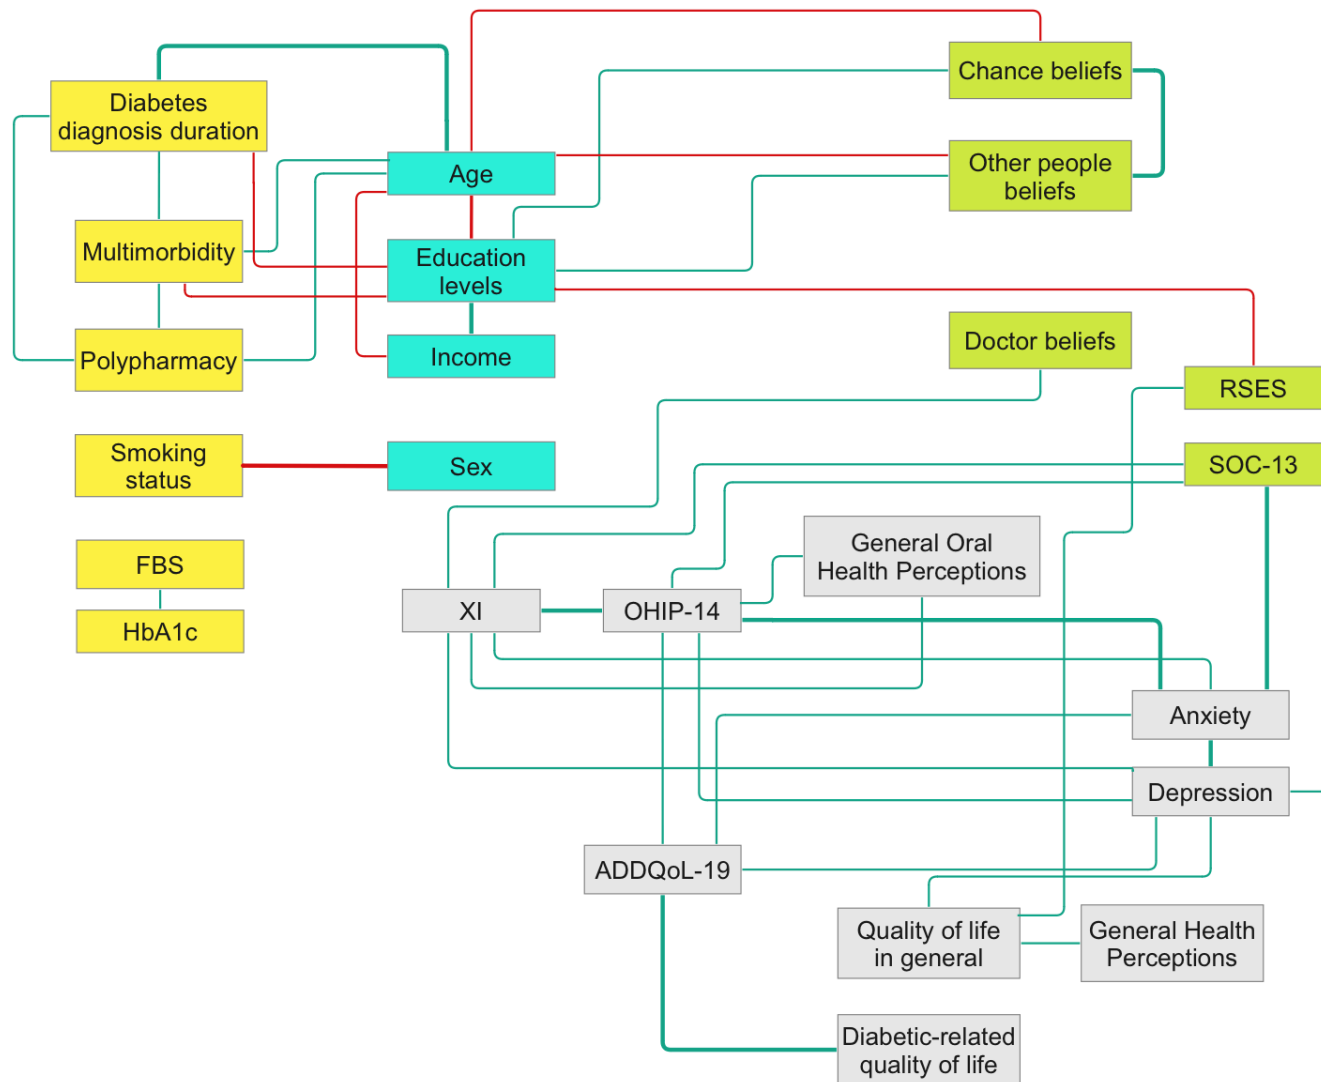 Chance beliefs
Diabetes
diagnosis duration
Age
Other people
beliefs
Multimorbidity
Education
levels
Doctor beliefs
Polypharmacy
Income
RSES
Smoking
status
Sex
SOC-13
General Oral
Health Perceptions
FBS
XI
OHIP-14
HbA1c
Anxiety
Depression
ADDQoL-19
Quality of life
in general
General Health
Perceptions
Diabetic-related
quality of life